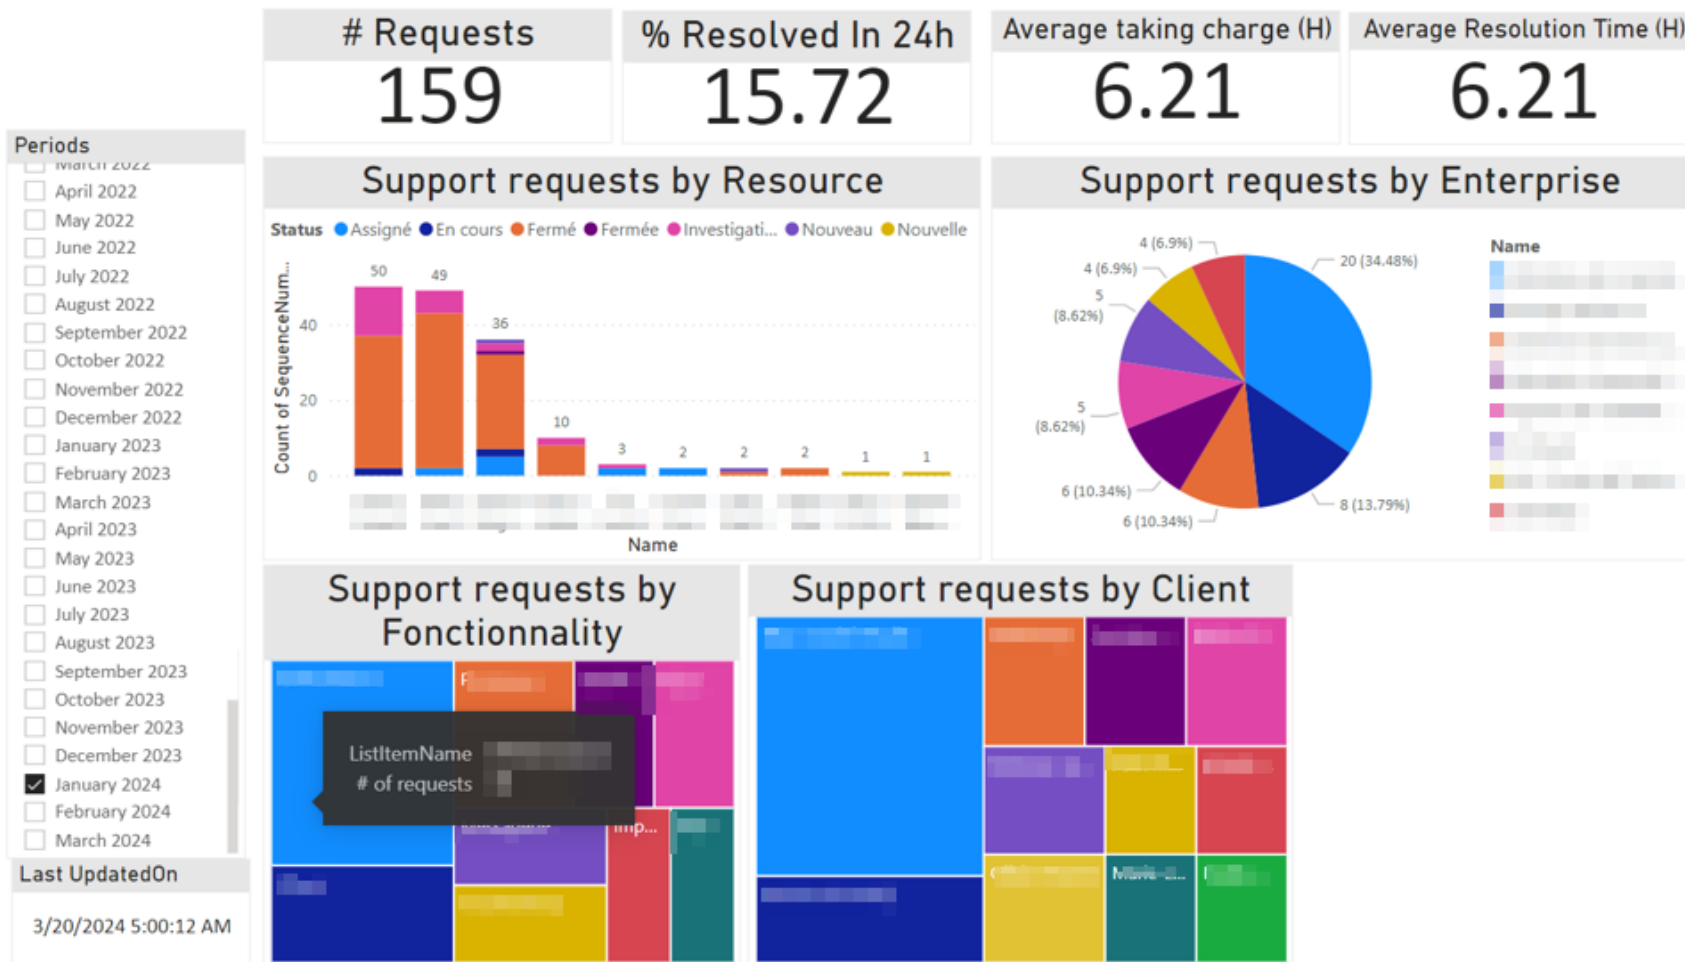 # Requests
159
% Resolved In 24h
15.72
Average taking charge (H)
6.21
Average Resolution Time (H)
6.21
Periods
March 2022
April 2022
May 2022
June 2022
July 2022
August 2022
September 2022
October 2022
November 2022
December 2022
January 2023
February 2023
March 2023
April 2023
May 2023
June 2023
July 2023
August 2023
September 2023
October 2023
November 2023
December 2023
January 2024
February 2024
March 2024
Last UpdatedOn
3/20/2024 5:00:12 AM
Support requests by Resource
Status Assigné En cours Fermé Fermée Investigati... Nouveau Nouvelle
Count of SequenceNum...
40
20
0
50
49
36
10
3
2
2
2
1
1
Name
Support requests by Enterprise
4 (6.9%)
4 (6.9%)
5
(8.62%)
5
(8.62%)
6 (10.34%)
6 (10.34%)
20 (34.48%)
8 (13.79%)
Name
Support requests by
Fonctionnality
ListItemName
# of requests
Imp...
Support requests by Client